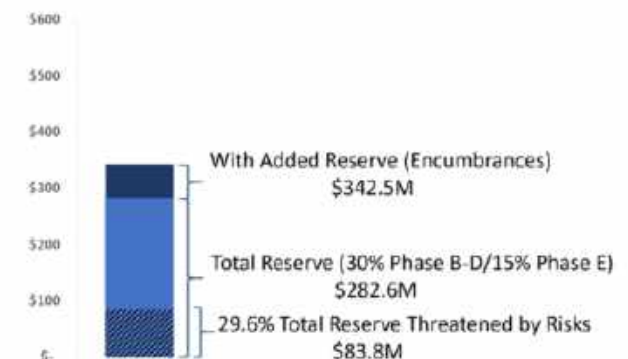 $600
$500
$400
With Added Reserve (Encumbrances)
$342.5M
$300
$200
Total Reserve (30% Phase B-D/15% Phase E)
$282.6M
$100
29.6% Total Reserve Threatened by Risks
$83.8M
$-